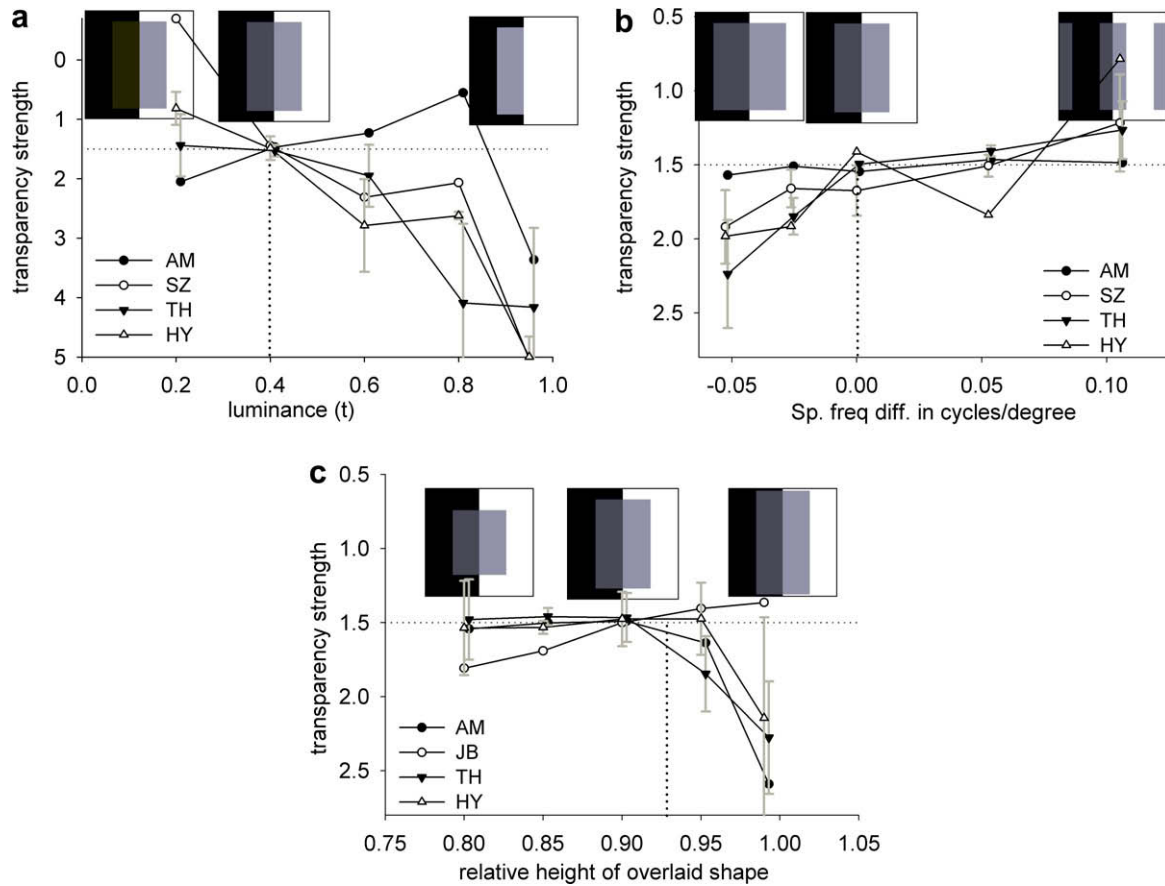 a
transparency strength
0
1
2
3
4
5
AM
SZ
TH
HY
0.0 0.2 0.4 0.6 0.8 1.0
luminance (t)
b
transparency strength
0.5
1.0
1.5
2.0
2.5
AM
SZ
TH
HY
-0.05 0.00 0.05 0.10
Sp. freq diff. in cycles/degree
c
transparency strength
0.5
1.0
1.5
2.0
2.5
AM
JB
TH
HY
0.75 0.80 0.85 0.90 0.95 1.00 1.05
relative height of overlaid shape